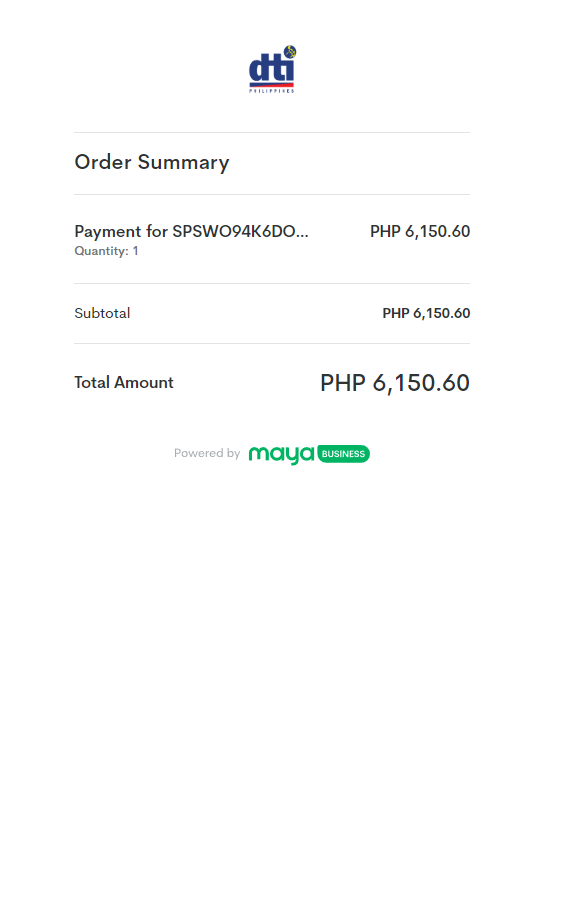 dti
PHILIPPINES
Order Summary
Payment for SPSWO94K6DO... PHP 6,150.60
Quantity: 1
Subtotal PHP 6,150.60
Total Amount PHP 6,150.60
Powered by maya BUSINESS